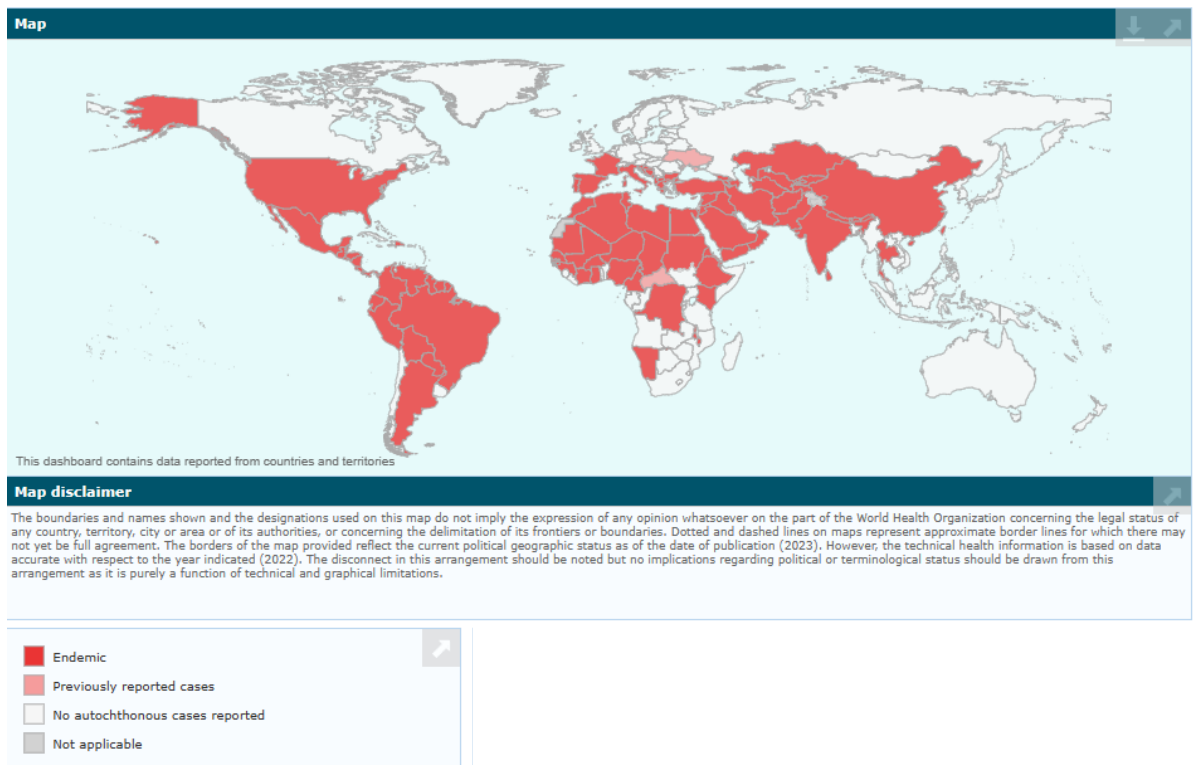 Map
This dashboard contains data reported from countries and territories
Map disclaimer
The boundaries and names shown and the designations used on this map do not imply the expression of any opinion whatsoever on the part of the World Health Organization concerning the legal status of
any country, territory, city or area or of its authorities, or concerning the delimitation of its frontiers or boundaries. Dotted and dashed lines on maps represent approximate border lines for which there may
not yet be full agreement. The borders of the map provided reflect the current political geographic status as of the date of publication (2023). However, the technical health information is based on data
accurate with respect to the year indicated (2022). The disconnect in this arrangement should be noted but no implications regarding political or terminological status should be drawn from this
arrangement as it is purely a function of technical and graphical limitations.
Endemic
Previously reported cases
No autochthonous cases reported
Not applicable